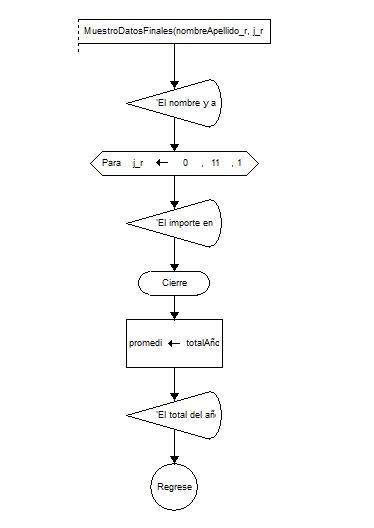 MuestroDatosFinales(nombreApellido_r, j_r
'El nombre y a
Para j_r ← 0 , 11 , 1
'El importe en
Cierre
promedi ← totalAñc
'El total del añ
Regrese